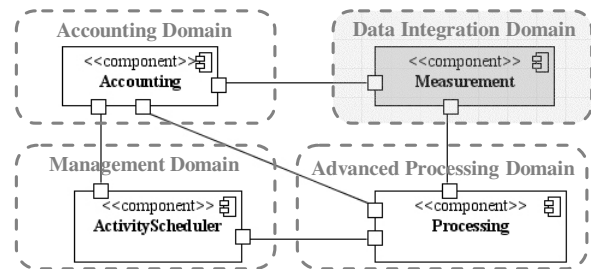 Accounting Domain
<<component>>
Accounting
Data Integration Domain
<<component>>
Measurement
Management Domain
<<component>>
ActivityScheduler
Advanced Processing Domain
<<component>>
Processing